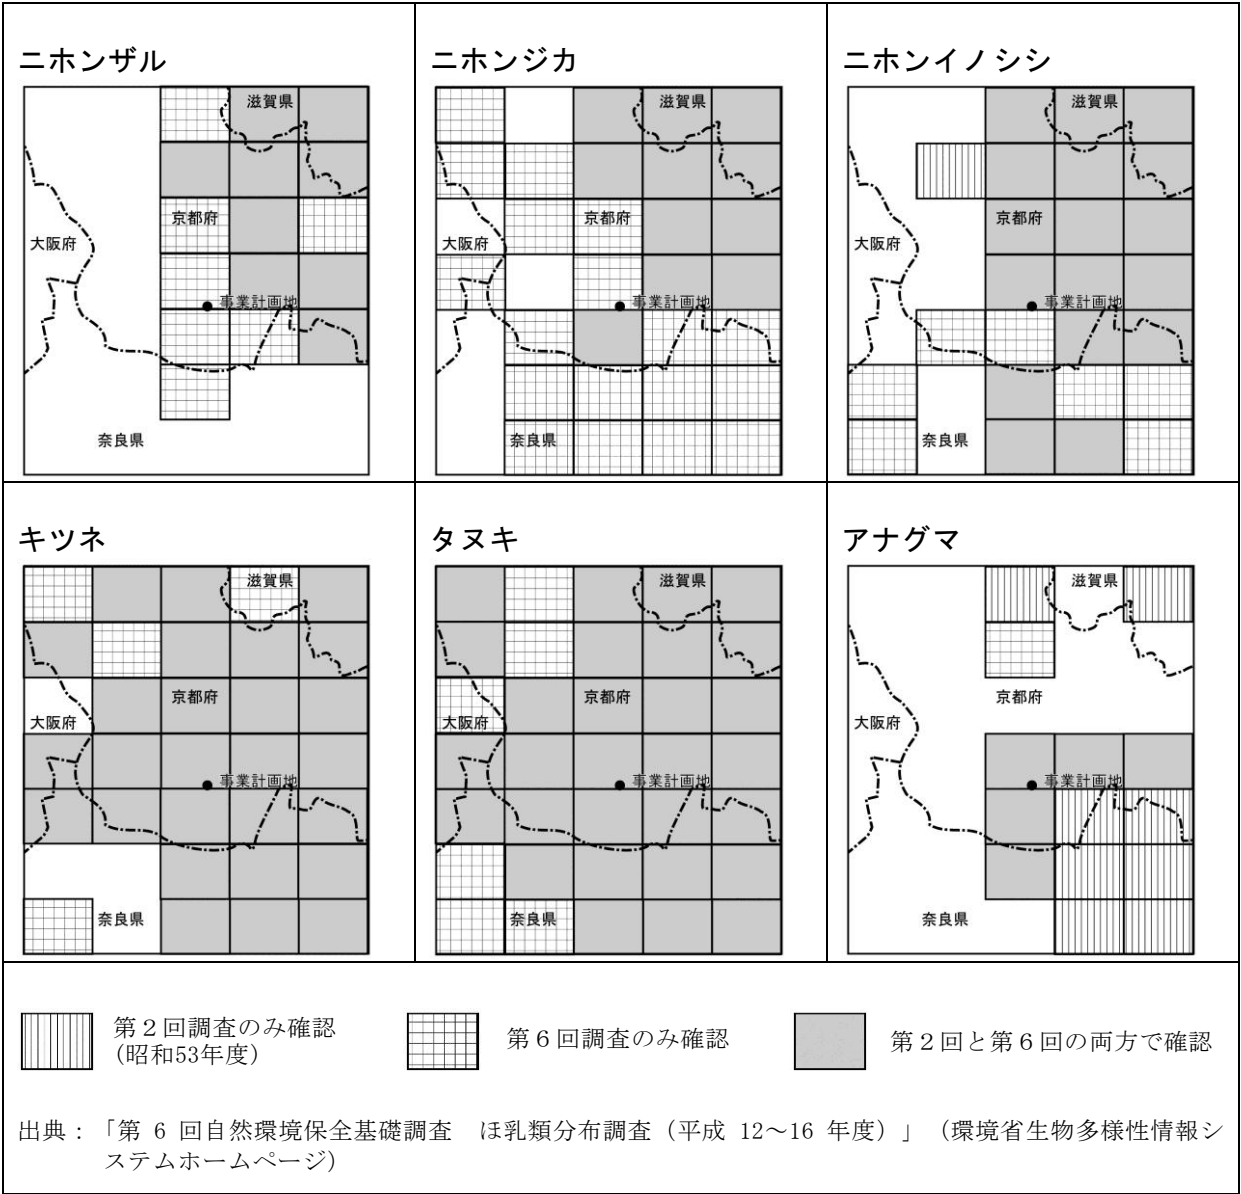 ニホンザル
滋賀県
京都府
大阪府
事業計画地
奈良県
ニホンジカ
滋賀県
京都府
大阪府
事業計画地
奈良県
ニホンイノシシ
滋賀県
京都府
大阪府
事業計画地
奈良県
キツネ
滋賀県
京都府
大阪府
事業計画地
奈良県
タヌキ
滋賀県
京都府
大阪府
事業計画地
奈良県
アナグマ
滋賀県
京都府
大阪府
事業計画地
奈良県
第２回調査のみ確認
(昭和53年度)
第６回調査のみ確認
第２回と第６回の両方で確認
出典：「第 6 回自然環境保全基礎調査　ほ乳類分布調査（平成 12～16 年度）」（環境省生物多様性情報シ
ステムホームページ）